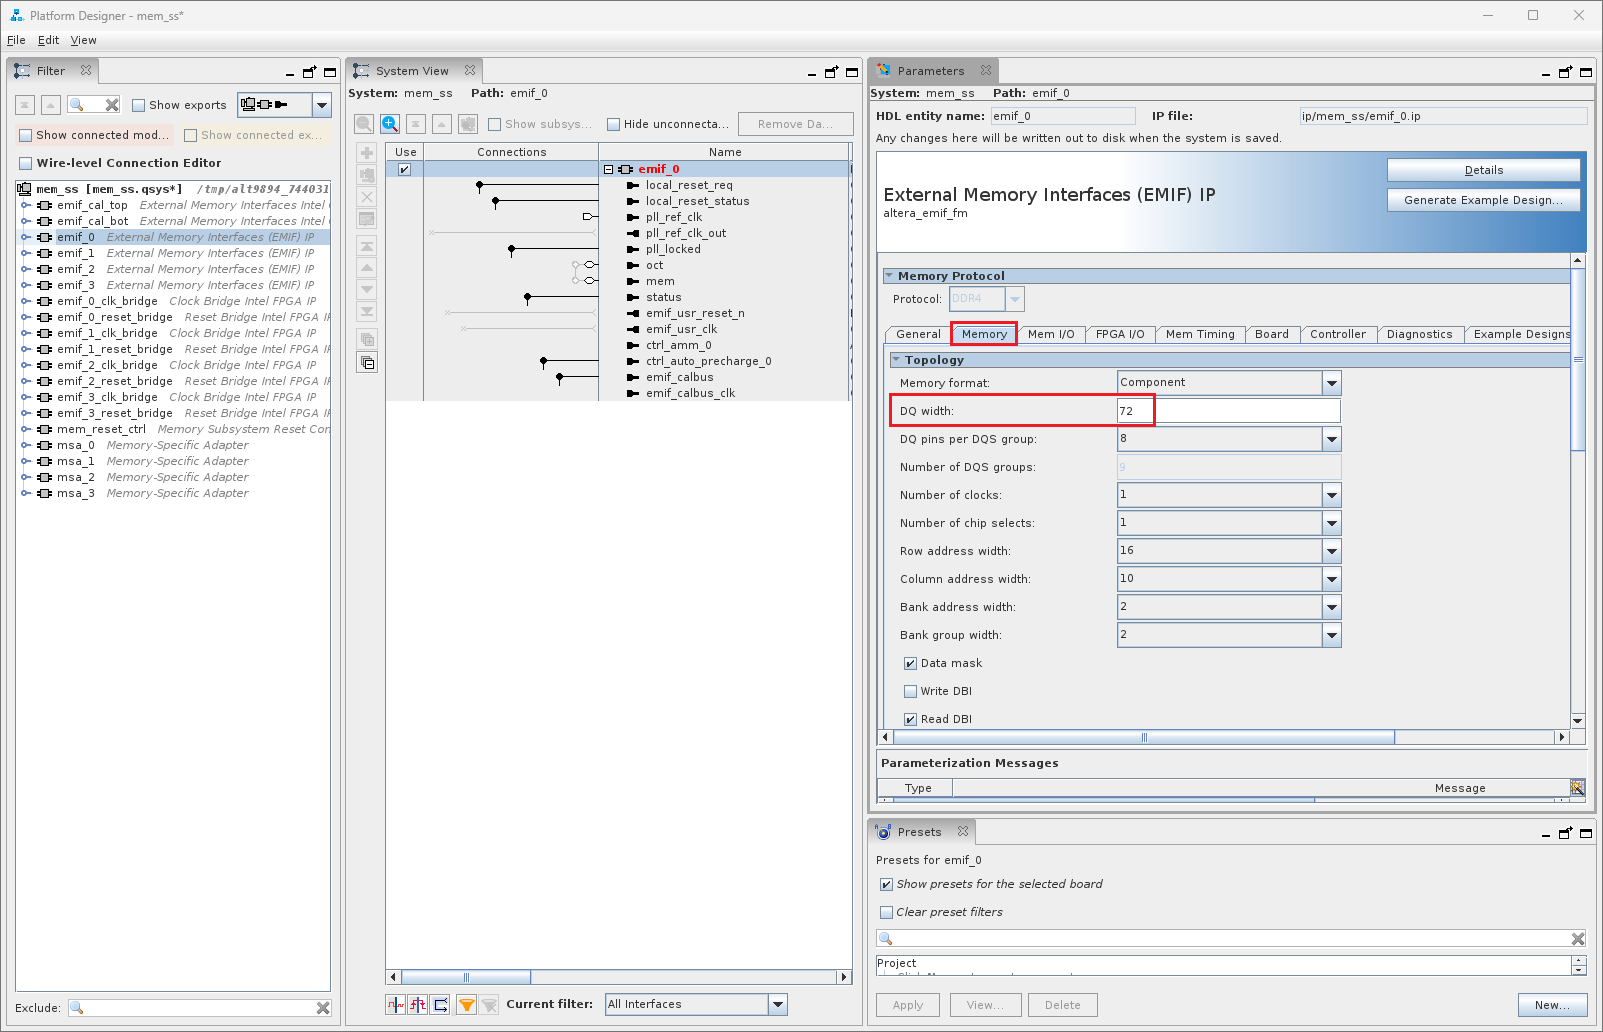 Platform Designer - mem_ss*
File Edit View
Filter
Show exports
Show connected mod...
Show connected ex...
Wire-level Connection Editor
mem_ss [mem_ss.qsys*] /tmp/alt9894_744031
emif_cal_top External Memory Interfaces Intel
emif_cal_bot External Memory Interfaces Intel
emif_0 External Memory Interfaces (EMIF) IP
emif_1 External Memory Interfaces (EMIF) IP
emif_2 External Memory Interfaces (EMIF) IP
emif_3 External Memory Interfaces (EMIF) IP
emif_0_clk_bridge Clock Bridge Intel FPGA IP
emif_0_reset_bridge Reset Bridge Intel FPGA IP
emif_1_clk_bridge Clock Bridge Intel FPGA IP
emif_1_reset_bridge Reset Bridge Intel FPGA IP
emif_2_clk_bridge Clock Bridge Intel FPGA IP
emif_2_reset_bridge Reset Bridge Intel FPGA IP
emif_3_clk_bridge Clock Bridge Intel FPGA IP
emif_3_reset_bridge Reset Bridge Intel FPGA IP
mem_reset_ctrl Memory Subsystem Reset Con
msa_0 Memory-Specific Adapter
msa_1 Memory-Specific Adapter
msa_2 Memory-Specific Adapter
msa_3 Memory-Specific Adapter
Exclude:
System View
System: mem_ss Path: emif_0
Show subsys...
Hide unconnecta...
Remove Da...
Use Connections Name
emif_0
local_reset_req
local_reset_status
pll_ref_clk
pll_ref_clk_out
pll_locked
oct
mem
status
emif_usr_reset_n
emif_usr_clk
ctrl_amm_0
ctrl_auto_precharge_0
emif_calbus
emif_calbus_clk
Current filter: All Interfaces
Parameters
System: mem_ss Path: emif_0
HDL entity name: emif_0 IP file: ip/mem_ss/emif_0.ip
Any changes here will be written out to disk when the system is saved.
External Memory Interfaces (EMIF) IP
altera_emif_fm
Details
Generate Example Design...
Memory Protocol
Protocol: DDR4
General Memory Mem I/O FPGA I/O Mem Timing Board Controller Diagnostics Example Designs
Topology
Memory format: Component
DQ width: 72
DQ pins per DQS group: 8
Number of DQS groups: 9
Number of clocks: 1
Number of chip selects: 1
Row address width: 16
Column address width: 10
Bank address width: 2
Bank group width: 2
Data mask
Write DBI
Read DBI
Parameterization Messages
Type Message
Presets
Presets for emif_0
Show presets for the selected board
Clear preset filters
Project
Apply View... Delete New...